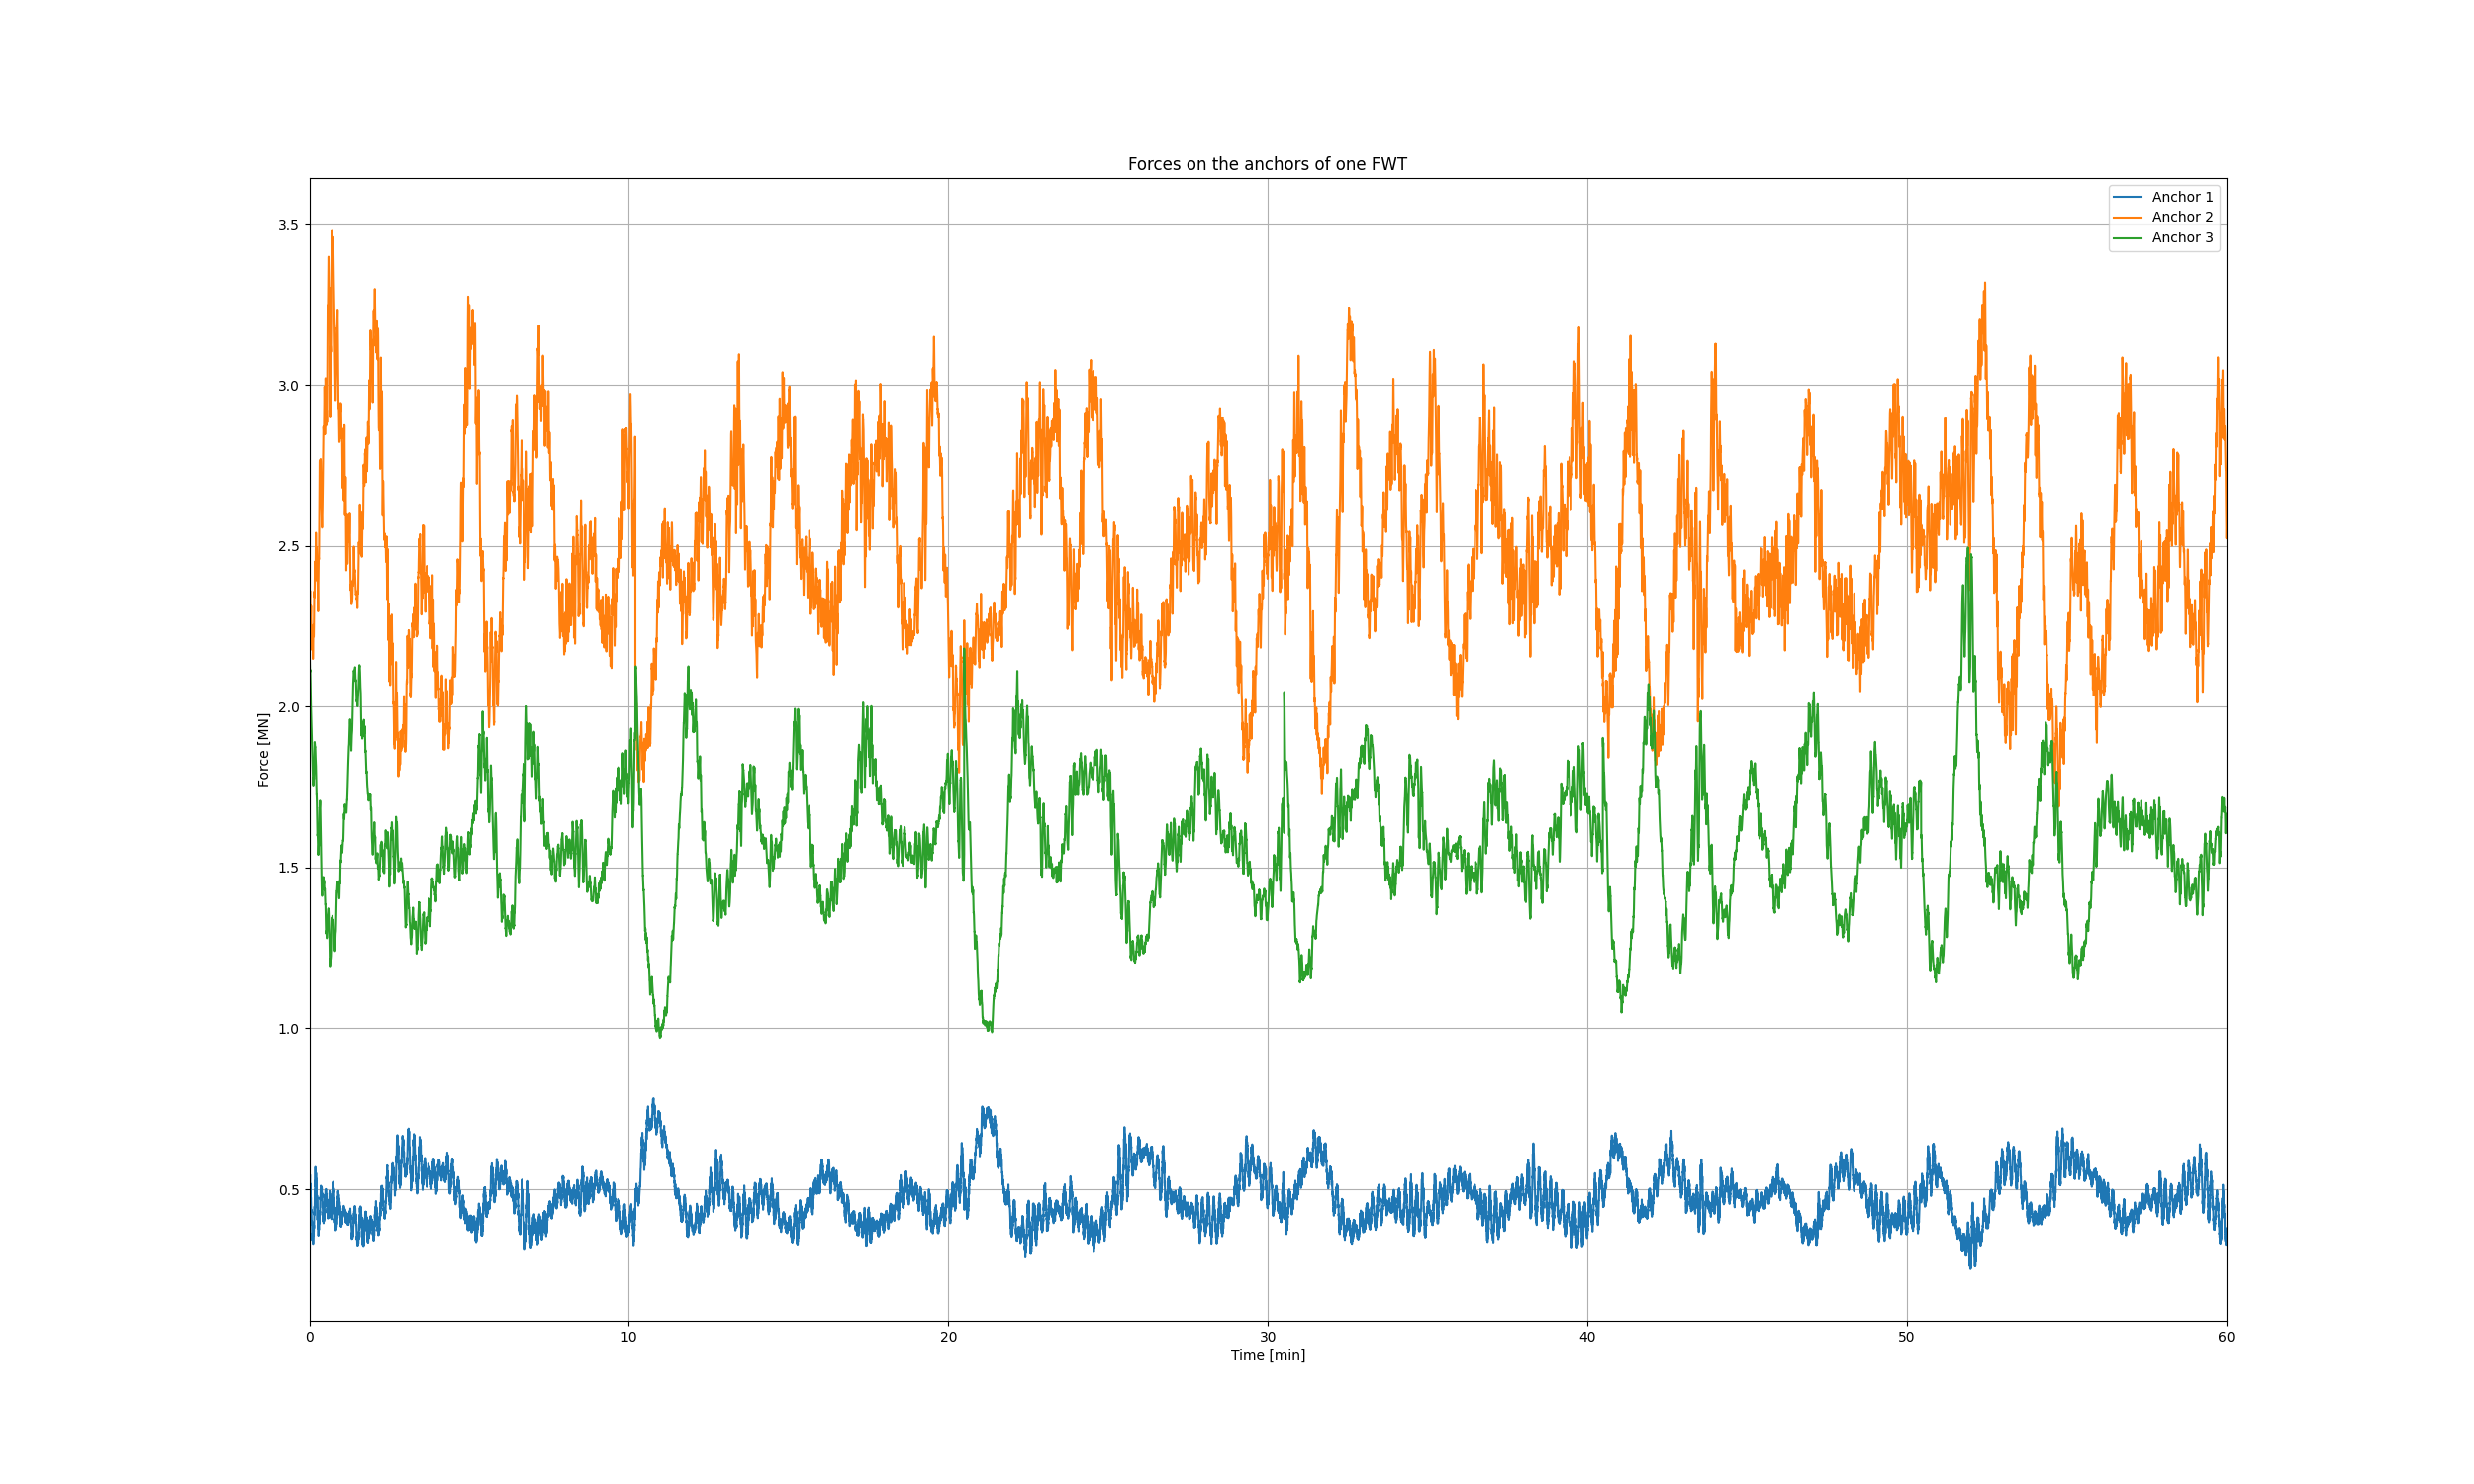 Forces on the anchors of one FWT
Anchor 1
Anchor 2
Anchor 3
Force [MN]
3.5
3.0
2.5
2.0
1.5
1.0
0.5
0 10 20 30 40 50 60
Time [min]